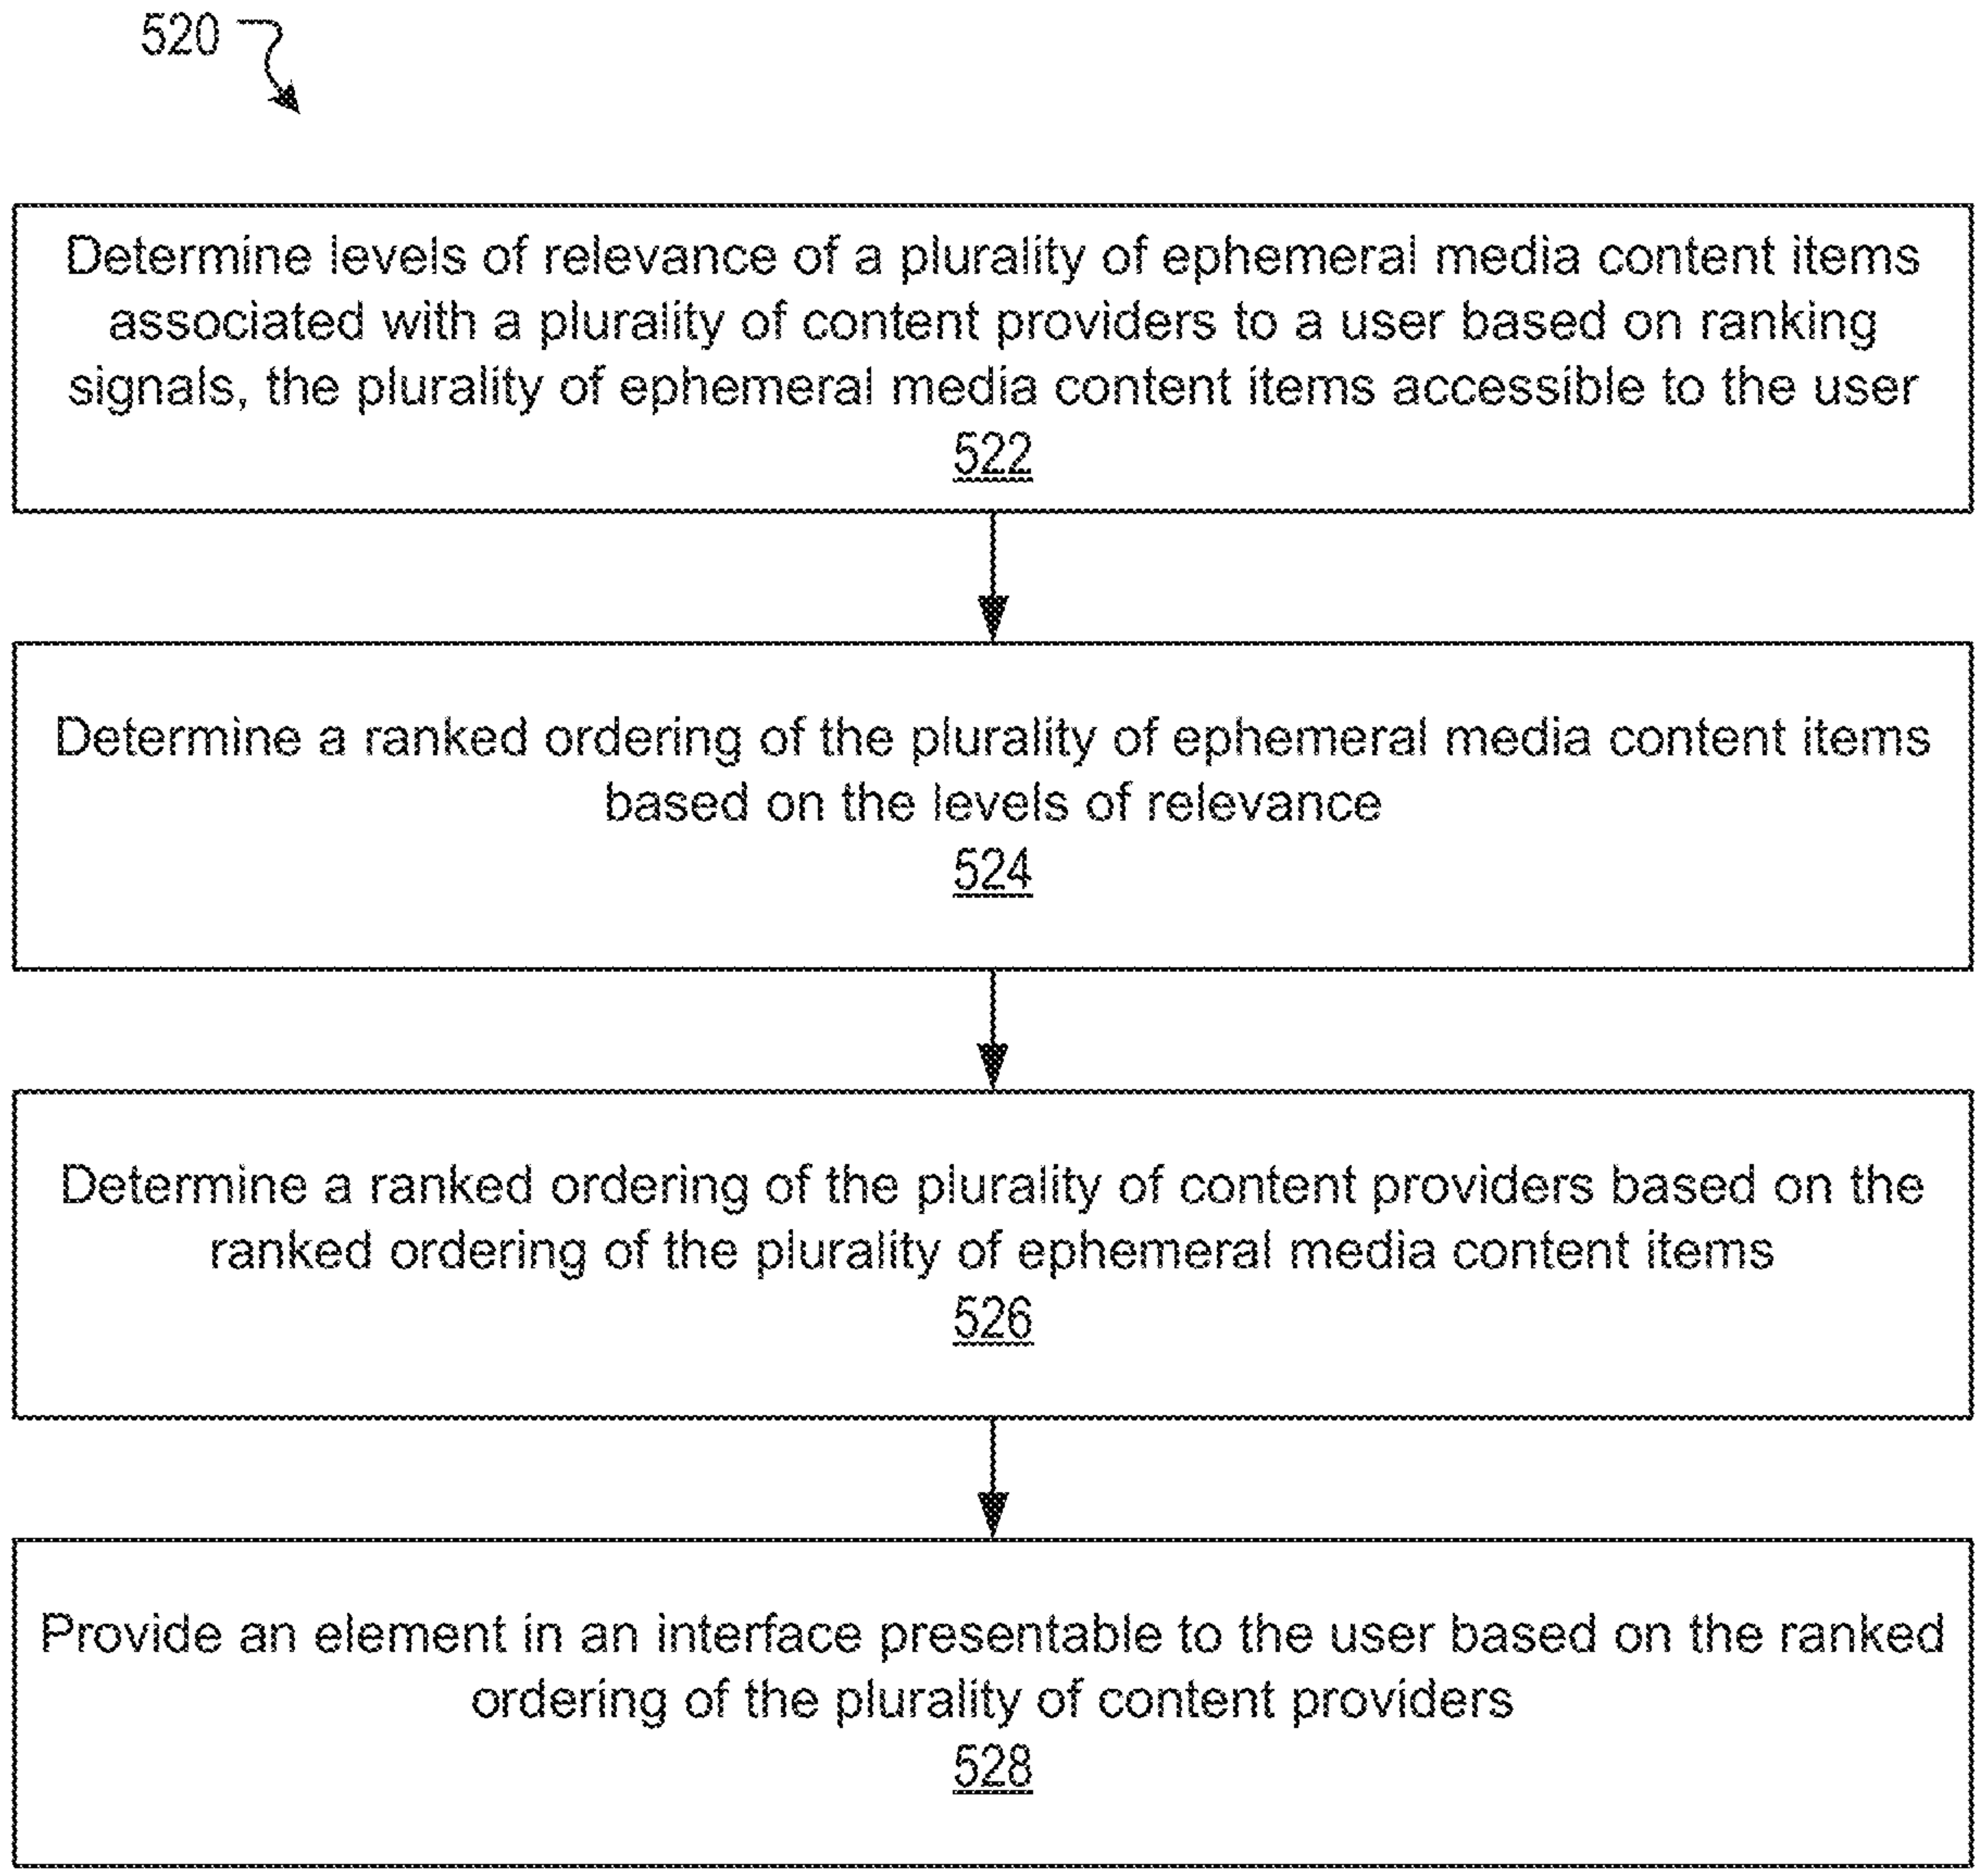 520
Determine levels of relevance of a plurality of ephemeral media content items
associated with a plurality of content providers to a user based on ranking
signals, the plurality of ephemeral media content items accessible to the user
522
Determine a ranked ordering of the plurality of ephemeral media content items
based on the levels of relevance
524
Determine a ranked ordering of the plurality of content providers based on the
ranked ordering of the plurality of ephemeral media content items
526
Provide an element in an interface presentable to the user based on the ranked
ordering of the plurality of content providers
528